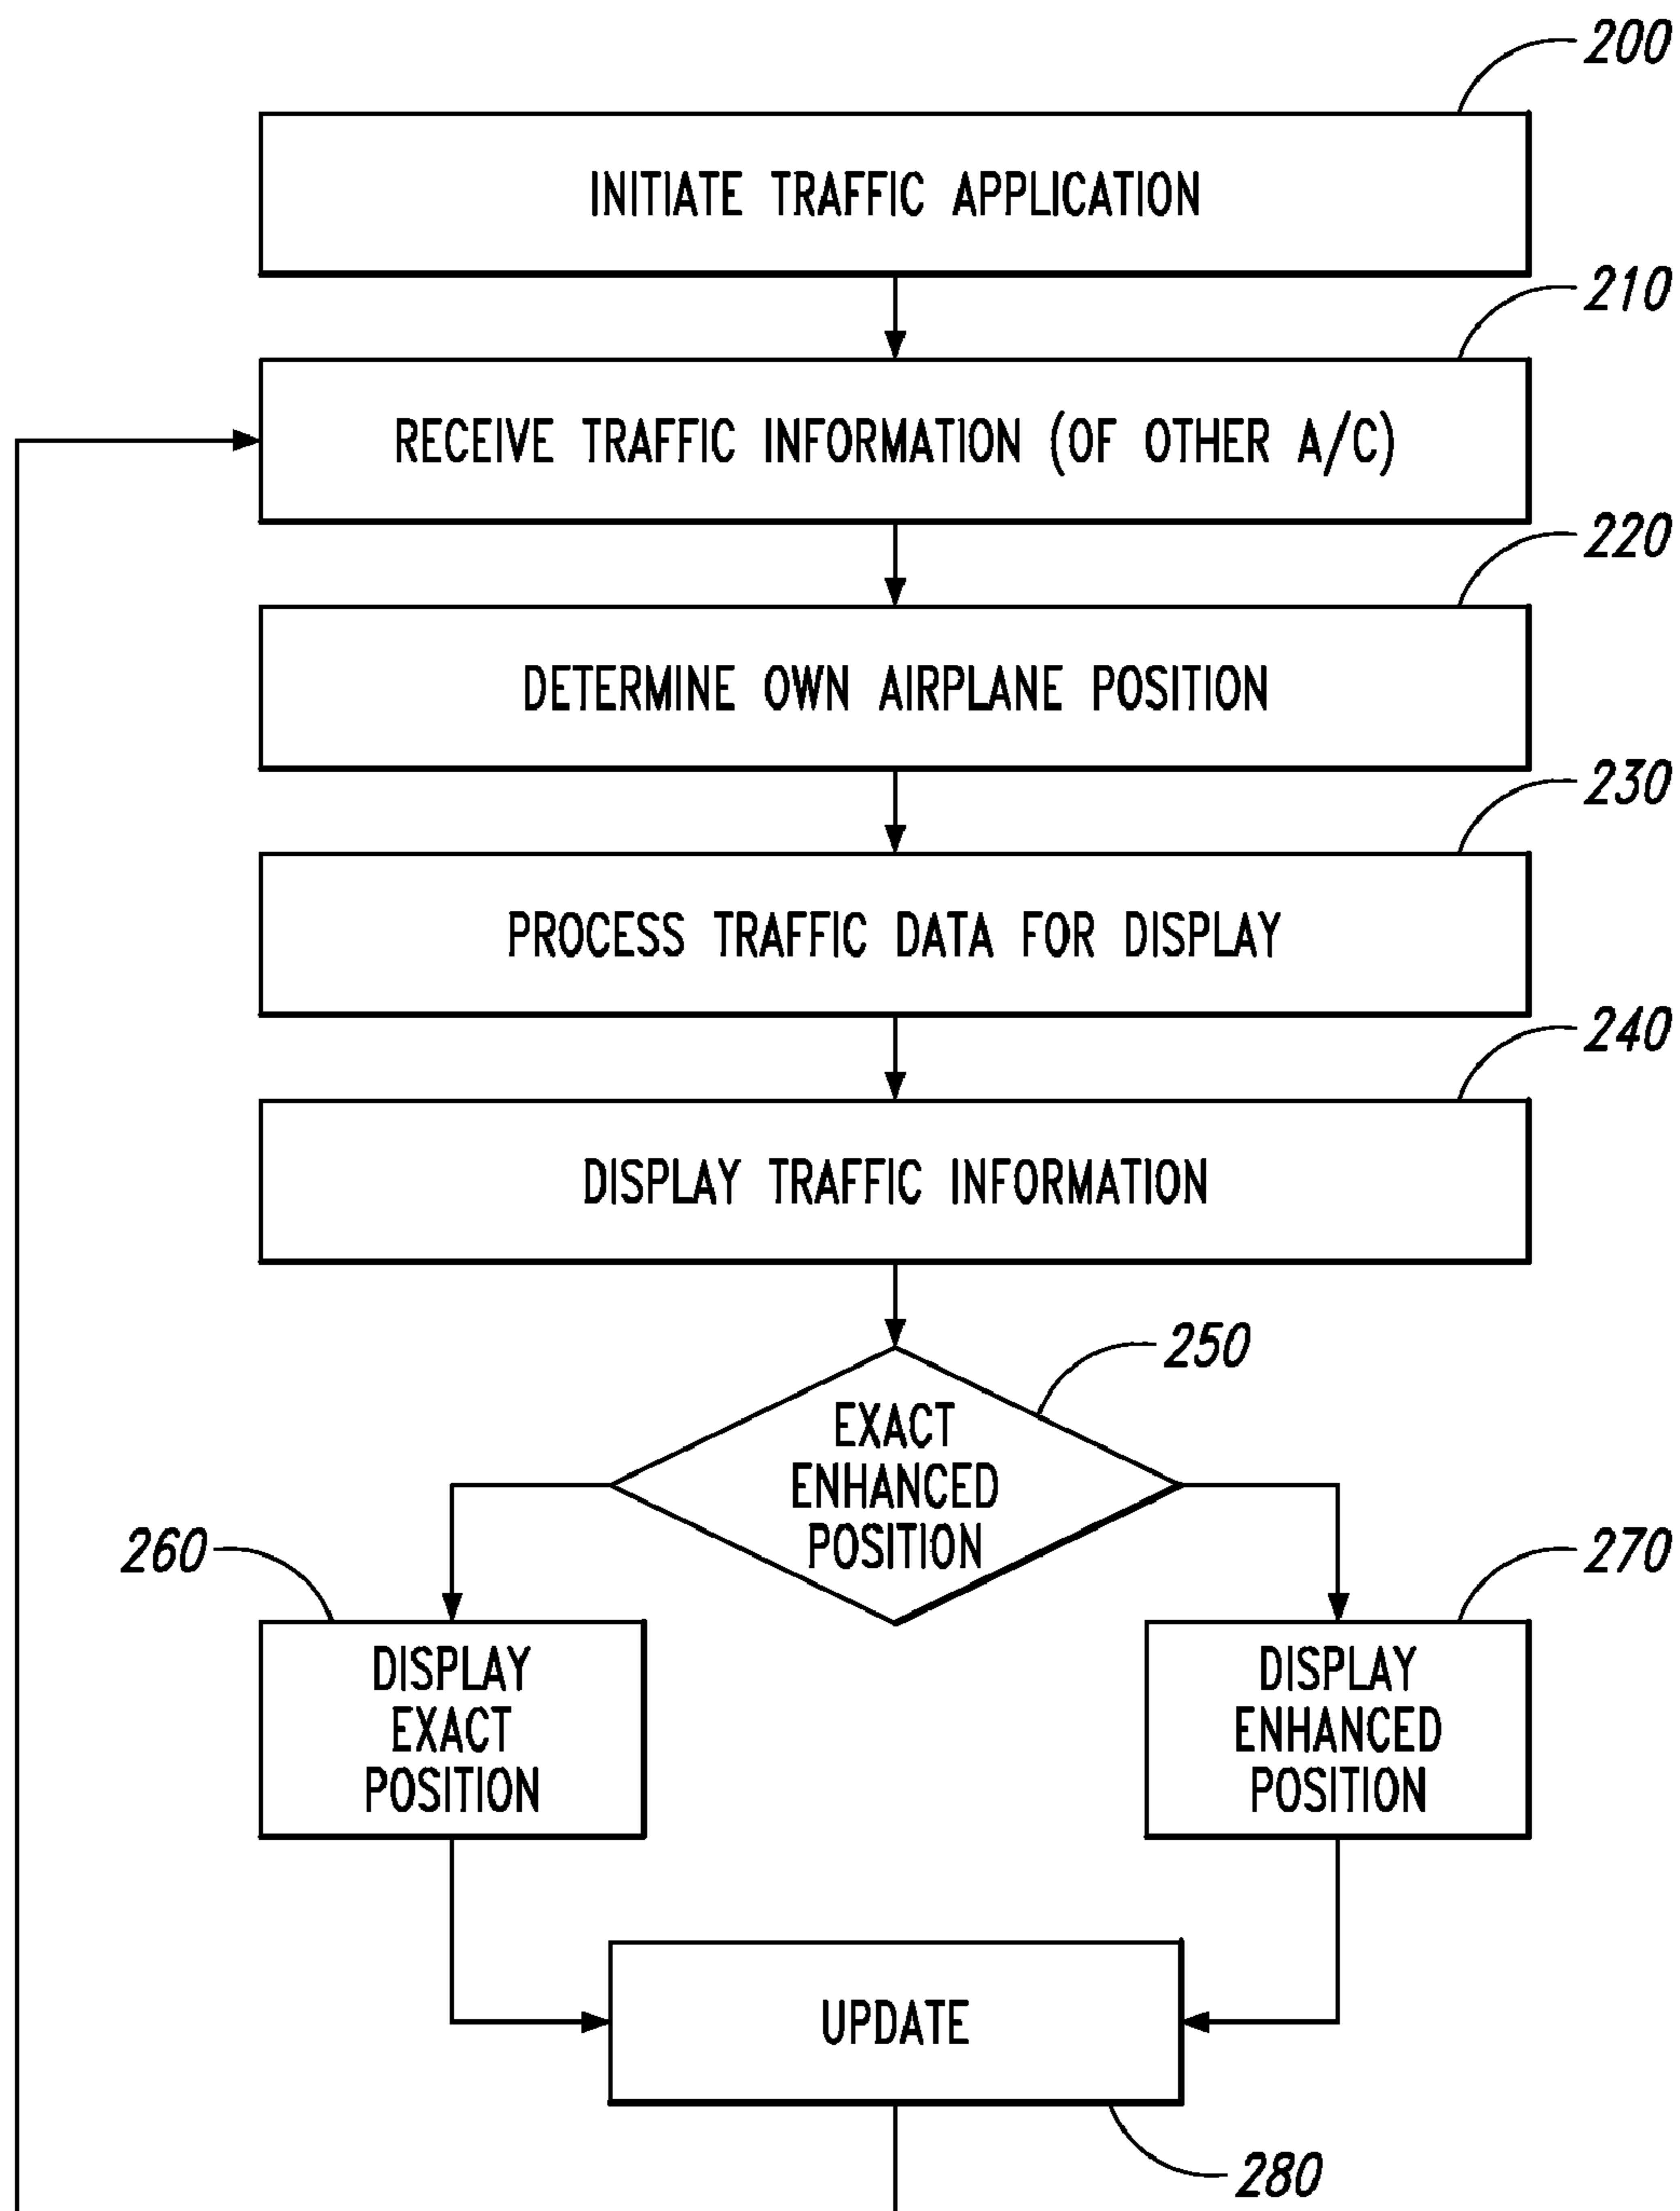 200
INITIATE TRAFFIC APPLICATION
210
RECEIVE TRAFFIC INFORMATION (OF OTHER A/C)
220
DETERMINE OWN AIRPLANE POSITION
230
PROCESS TRAFFIC DATA FOR DISPLAY
240
DISPLAY TRAFFIC INFORMATION
250
EXACT
ENHANCED
POSITION
260
DISPLAY
EXACT
POSITION
270
DISPLAY
ENHANCED
POSITION
UPDATE
280